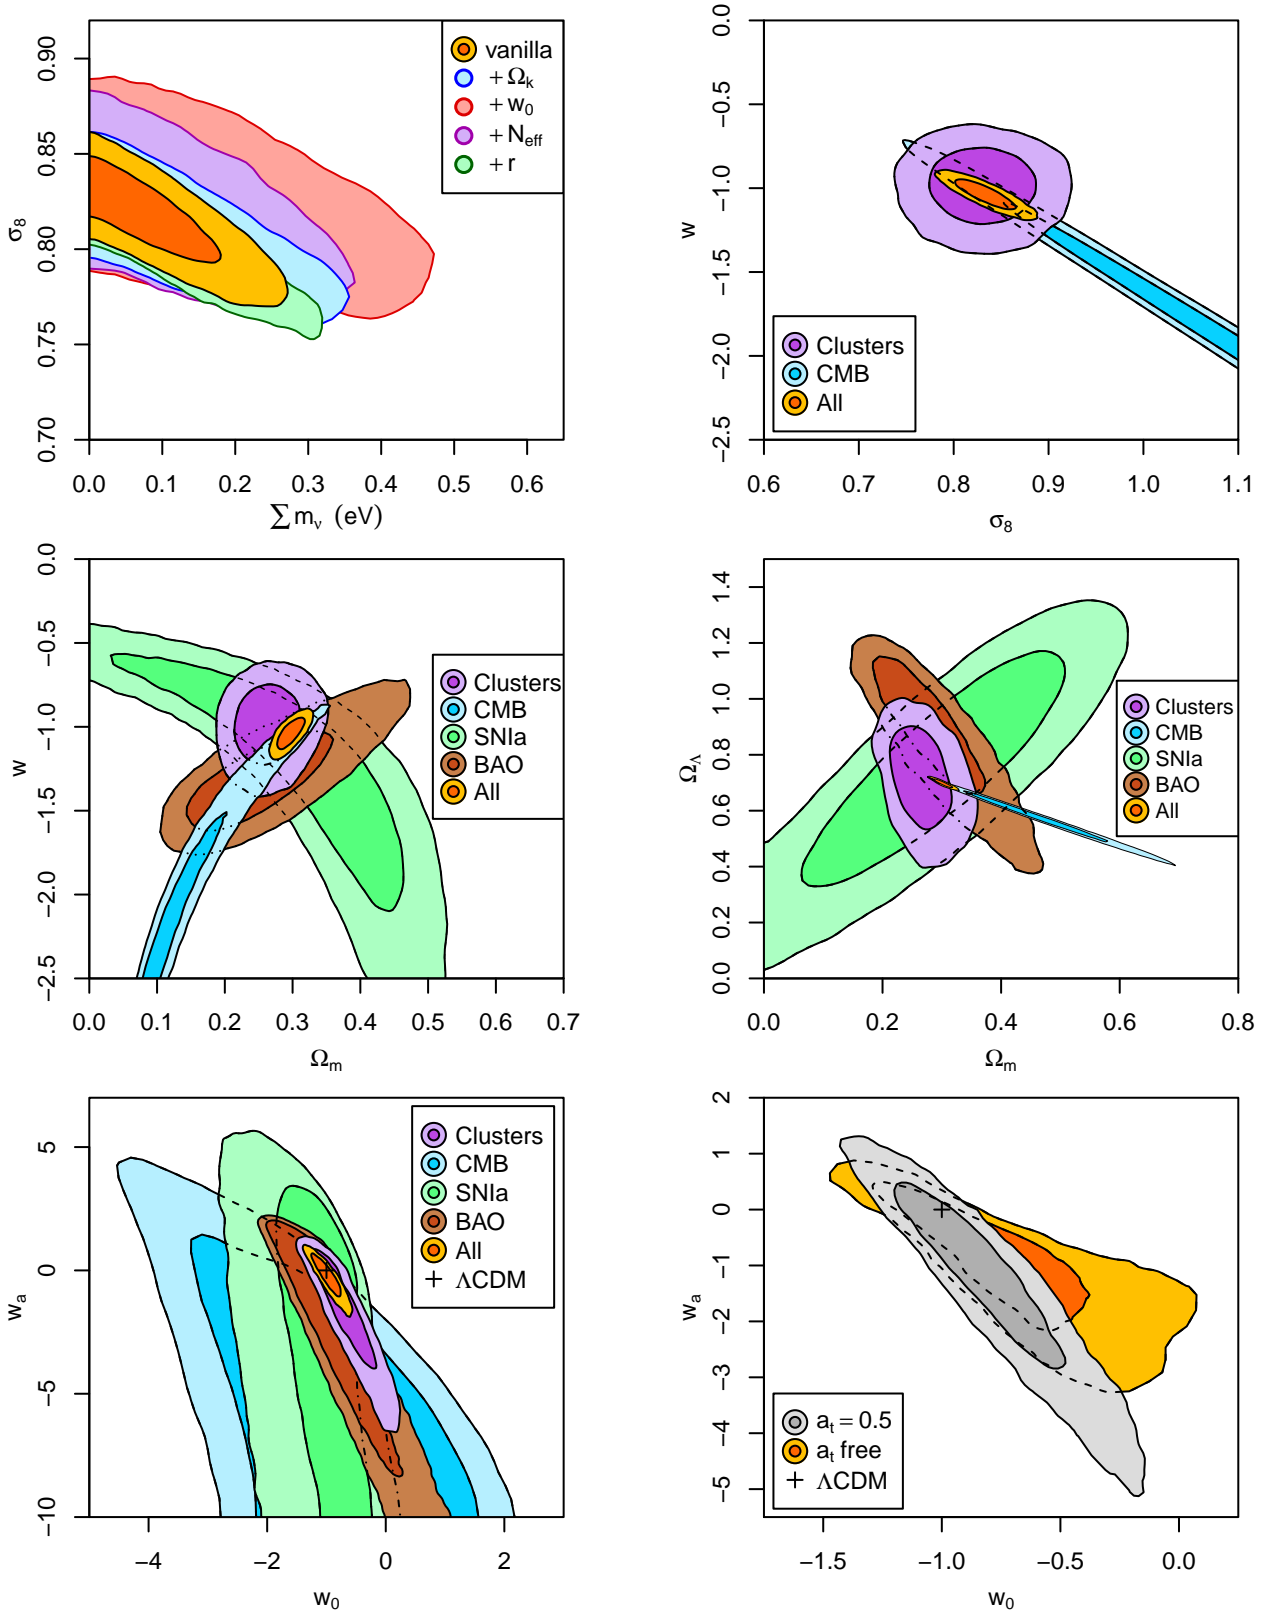 0.90
0.85
0.80
0.75
0.70
σ8
vanilla
+Ωk
+w0
+Neff
+r
0.0 0.1 0.2 0.3 0.4 0.5 0.6
∑mν (eV)
0.0
−0.5
−1.0
−1.5
−2.0
−2.5
w
Clusters
CMB
All
0.6 0.7 0.8 0.9 1.0 1.1
σ8
0.0
−0.5
−1.0
−1.5
−2.0
−2.5
w
Clusters
CMB
SNIa
BAO
All
0.0 0.1 0.2 0.3 0.4 0.5 0.6 0.7
Ωm
1.4
1.2
1.0
0.8
0.6
0.4
0.2
0.0
ΩΛ
Clusters
CMB
SNIa
BAO
All
0.0 0.2 0.4 0.6 0.8
Ωm
5
0
−5
−10
wa
Clusters
CMB
SNIa
BAO
All
+ ΛCDM
−4 −2 0 2
w0
2
1
0
−1
−2
−3
−4
−5
wa
at = 0.5
at free
+ ΛCDM
−1.5 −1.0 −0.5 0.0
w0